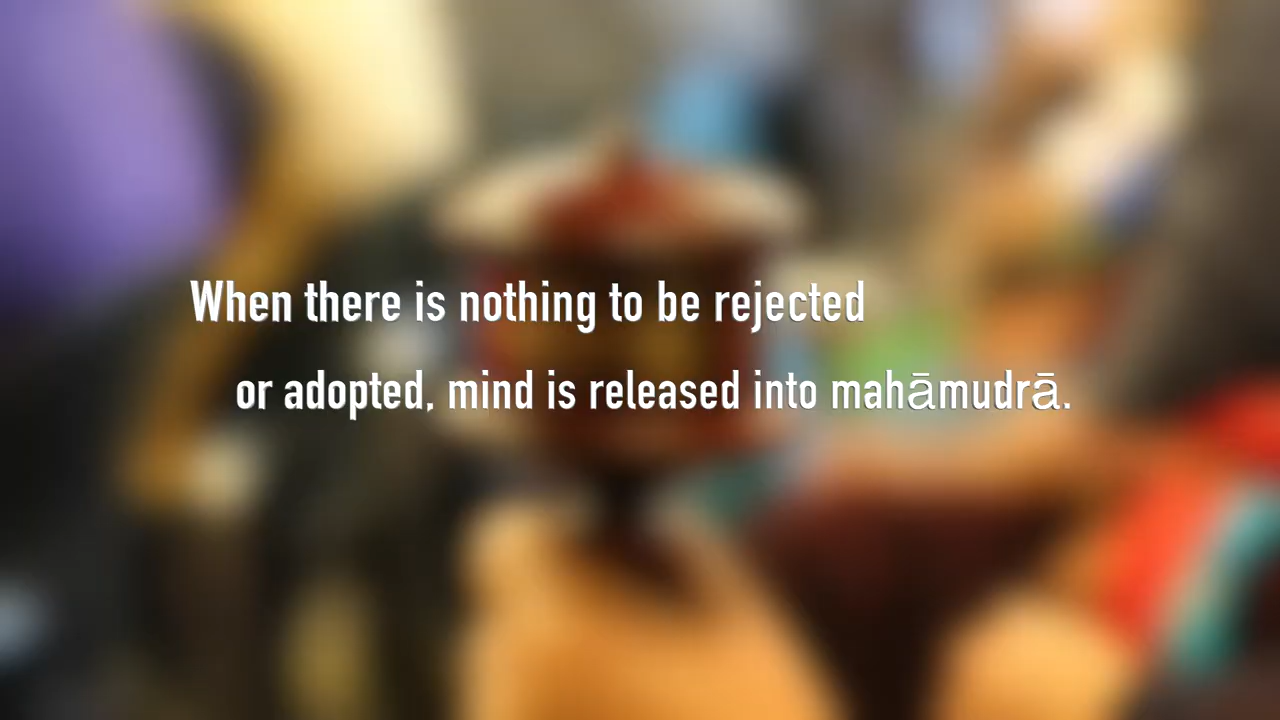 When there is nothing to be rejected
or adopted, mind is released into mahāmudrā.